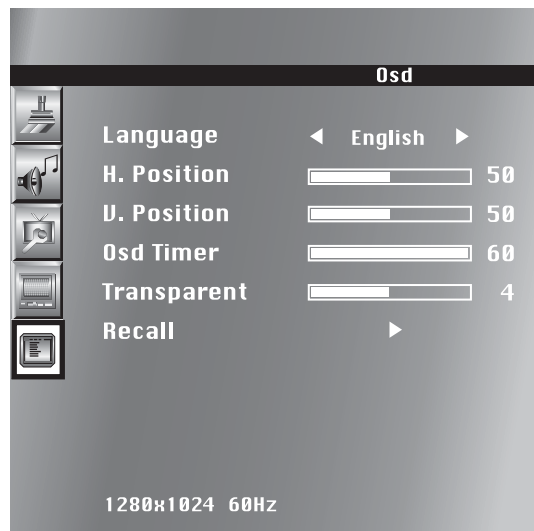 Osd
Language English
H. Position 50
V. Position 50
Osd Timer 60
Transparent 4
Recall
1280x1024 60Hz